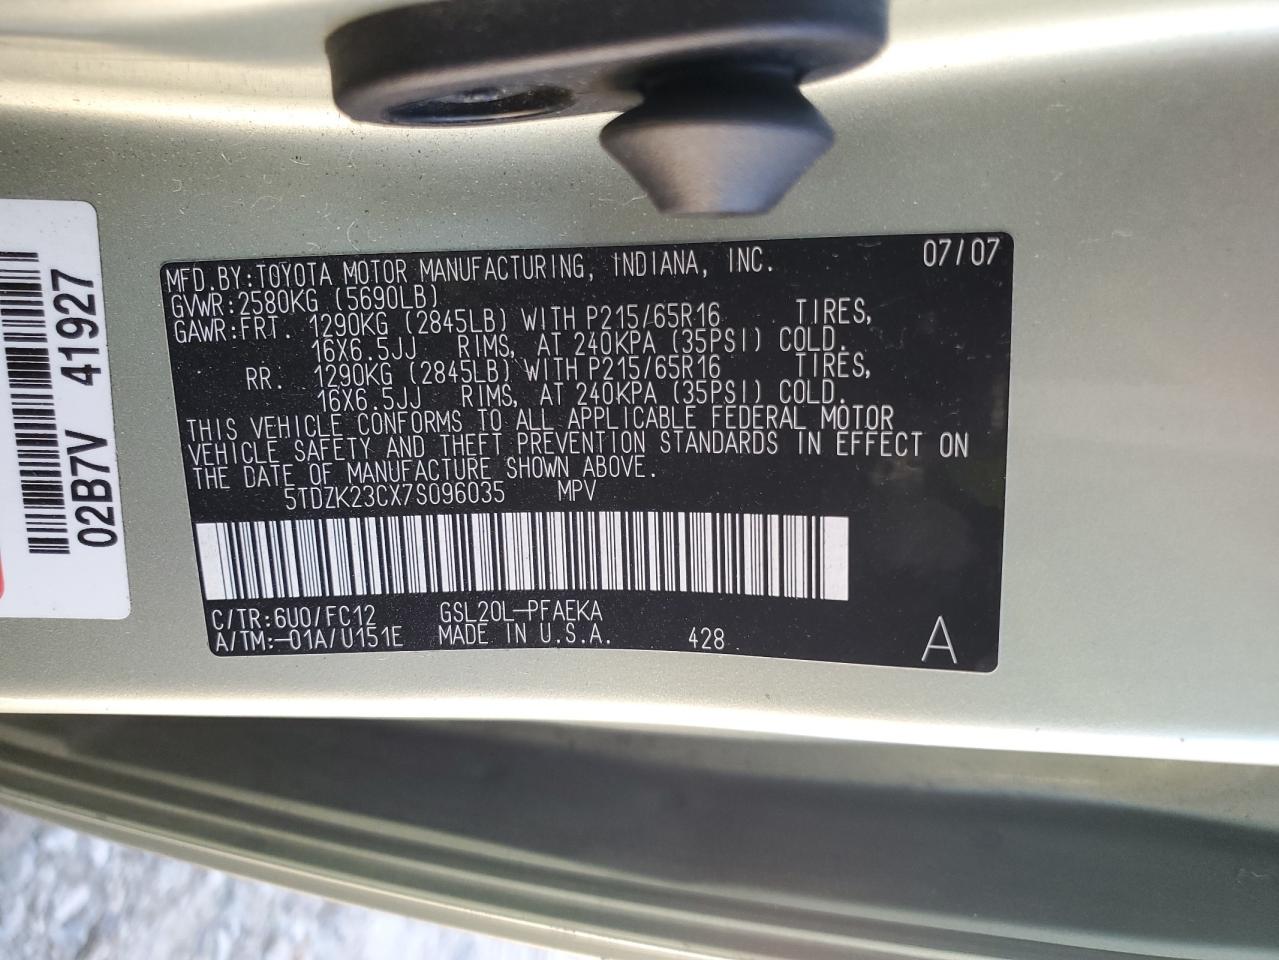 02B7V 41927
MFD.BY:TOYOTA MOTOR MANUFACTURING, INDIANA, INC. 07/07
GVWR:2580KG (5690LB)
GAWR:FRT. 1290KG (2845LB) WITH P215/65R16 TIRES,
16X6.5JJ RIMS, AT 240KPA (35PSI) COLD.
RR. 1290KG (2845LB) WITH P215/65R16 TIRES,
16X6.5JJ RIMS, AT 240KPA (35PSI) COLD.
THIS VEHICLE CONFORMS TO ALL APPLICABLE FEDERAL MOTOR
VEHICLE SAFETY AND THEFT PREVENTION STANDARDS IN EFFECT ON
THE DATE OF MANUFACTURE SHOWN ABOVE.
5TDZK23CX7S096035 MPV
C/TR:6U0/FC12 GSL20L-PFAEKA
A/TM:-01A/U151E MADE IN U.S.A. 428 A